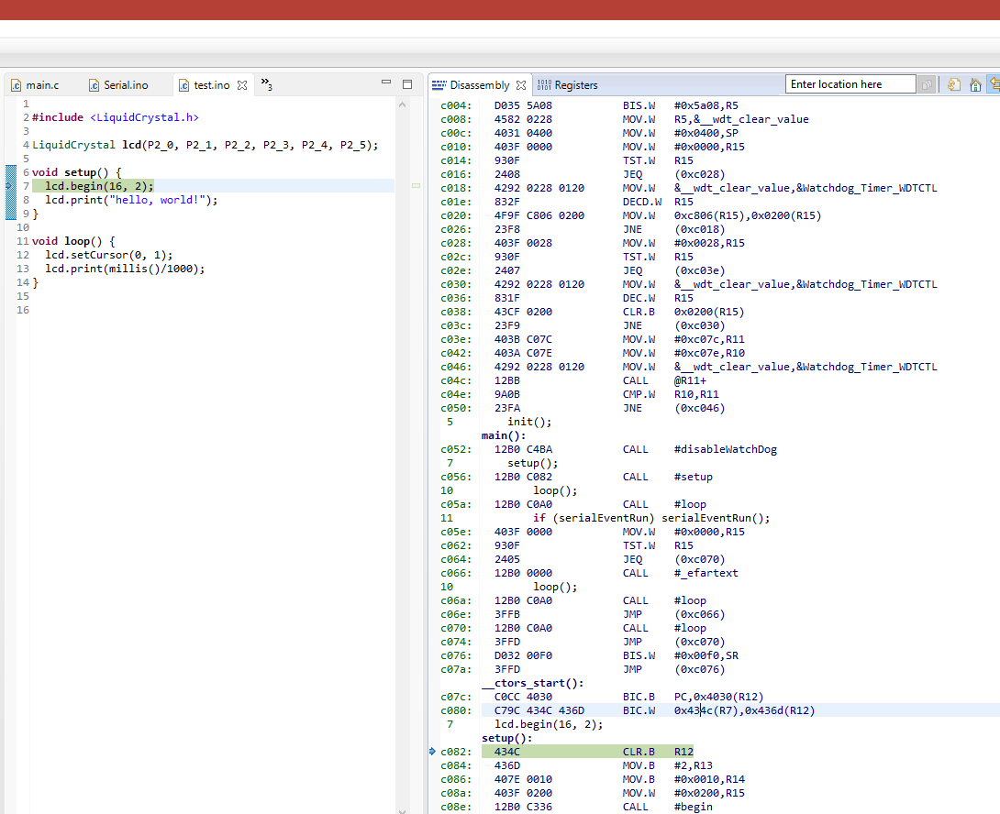 main.c Serial.ino test.ino »3
1
2 #include <LiquidCrystal.h>
3
4 LiquidCrystal lcd(P2_0, P2_1, P2_2, P2_3, P2_4, P2_5);
5
6 void setup() {
7 lcd.begin(16, 2);
8 lcd.print("hello, world!");
9 }
10
11 void loop() {
12 lcd.setCursor(0, 1);
13 lcd.print(millis()/1000);
14 }
15
16
Disassembly Registers Enter location here
c004: D035 5A08 BIS.W #0x5a08,R5
c008: 4582 0228 MOV.W R5,&__wdt_clear_value
c00c: 4031 0400 MOV.W #0x0400,SP
c010: 403F 0000 MOV.W #0x0000,R15
c014: 930F TST.W R15
c016: 2408 JEQ (0xc028)
c018: 4292 0228 0120 MOV.W &__wdt_clear_value,&Watchdog_Timer_WDTCTL
c01e: 832F DECD.W R15
c020: 4F9F C806 0200 MOV.W 0xc806(R15),0x0200(R15)
c026: 23F8 JNE (0xc018)
c028: 403F 0028 MOV.W #0x0028,R15
c02c: 930F TST.W R15
c02e: 2407 JEQ (0xc03e)
c030: 4292 0228 0120 MOV.W &__wdt_clear_value,&Watchdog_Timer_WDTCTL
c036: 831F DEC.W R15
c038: 43CF 0200 CLR.B 0x0200(R15)
c03c: 23F9 JNE (0xc030)
c03e: 403B C07C MOV.W #0xc07c,R11
c042: 403A C07E MOV.W #0xc07e,R10
c046: 4292 0228 0120 MOV.W &__wdt_clear_value,&Watchdog_Timer_WDTCTL
c04c: 12BB CALL @R11+
c04e: 9A0B CMP.W R10,R11
c050: 23FA JNE (0xc046)
5 init();
main():
c052: 12B0 C4BA CALL #disableWatchDog
7 setup();
c056: 12B0 C082 CALL #setup
10 loop();
c05a: 12B0 C0A0 CALL #loop
11 if (serialEventRun) serialEventRun();
c05e: 403F 0000 MOV.W #0x0000,R15
c062: 930F TST.W R15
c064: 2405 JEQ (0xc070)
c066: 12B0 0000 CALL #_efartext
10 loop();
c06a: 12B0 C0A0 CALL #loop
c06e: 3FFB JMP (0xc066)
c070: 12B0 C0A0 CALL #loop
c074: 3FFD JMP (0xc070)
c076: D032 00F0 BIS.W #0x00f0,SR
c07a: 3FFD JMP (0xc076)
__ctors_start():
c07c: C0CC 4030 BIC.B PC,0x4030(R12)
c080: C79C 434C 436D BIC.W 0x434c(R7),0x436d(R12)
7 lcd.begin(16, 2);
setup():
c082: 434C CLR.B R12
c084: 436D MOV.B #2,R13
c086: 407E 0010 MOV.B #0x0010,R14
c08a: 403F 0200 MOV.W #0x0200,R15
c08e: 12B0 C336 CALL #begin